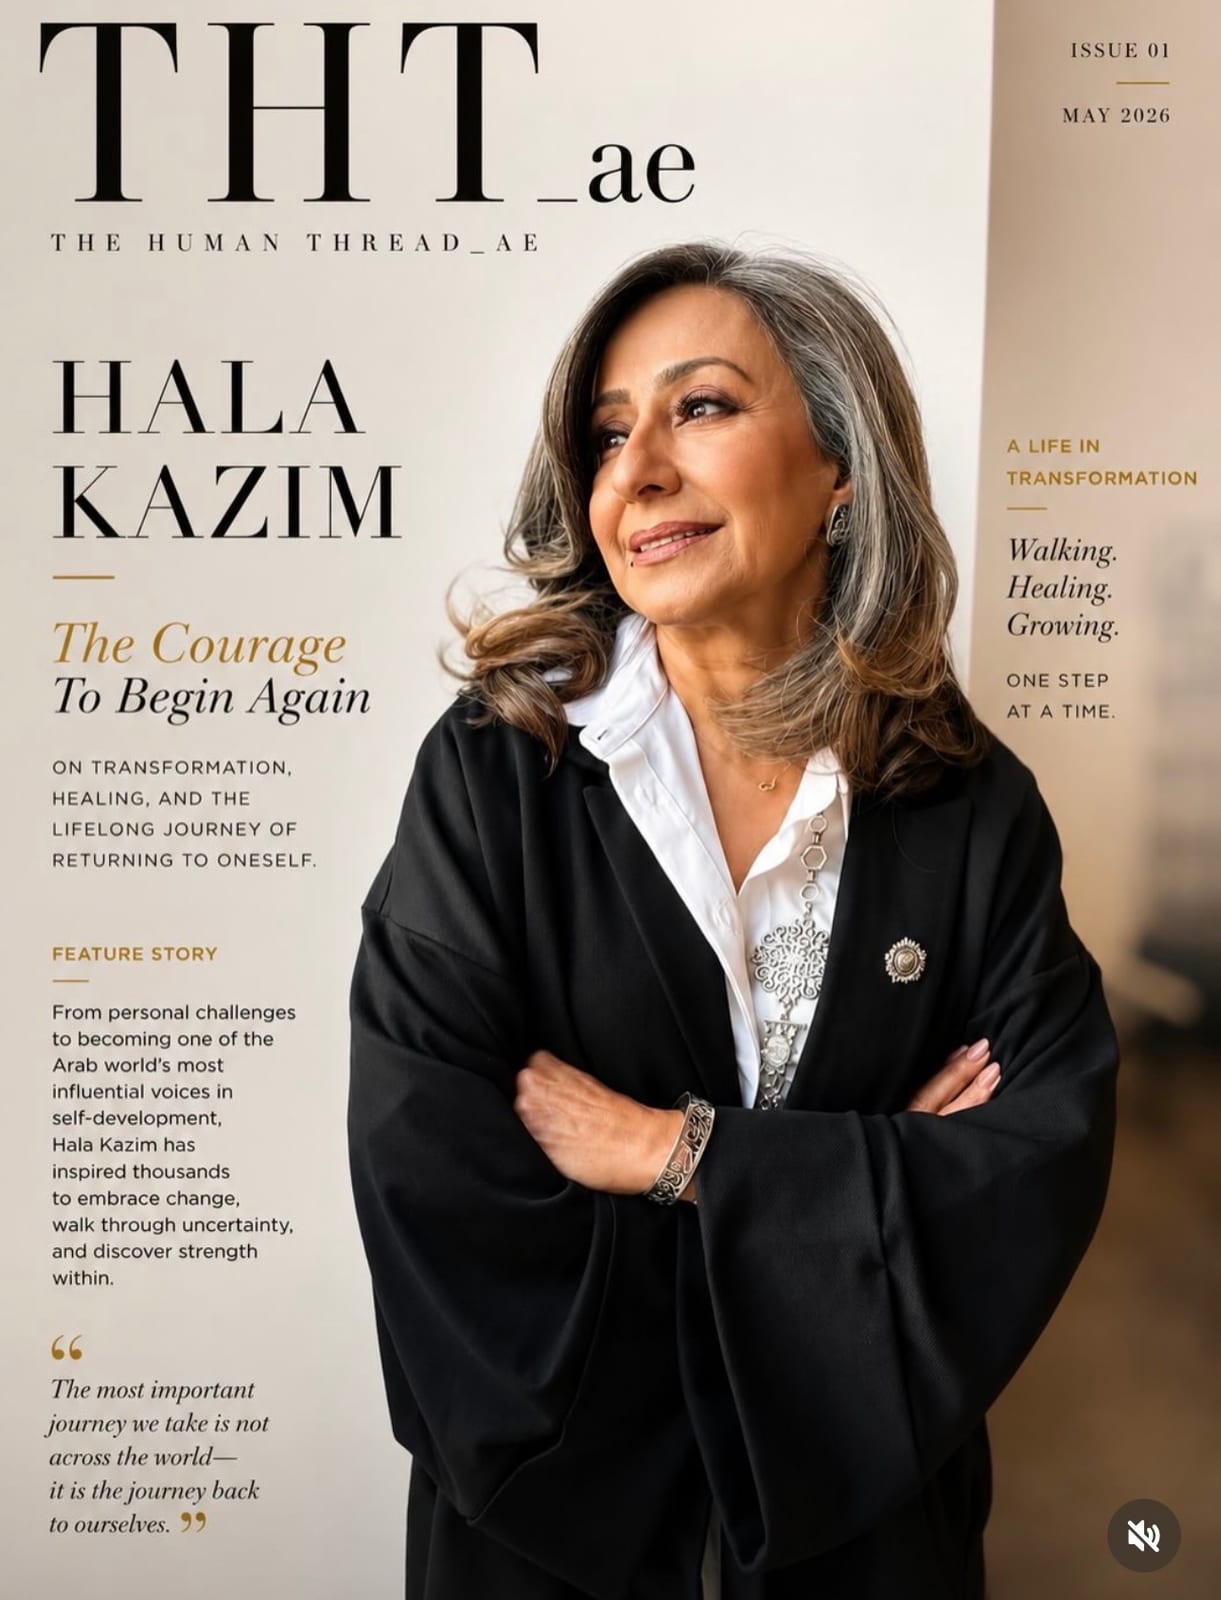 THT_ae
THE HUMAN THREAD_AE
ISSUE 01
MAY 2026
HALA
KAZIM
The Courage
To Begin Again
ON TRANSFORMATION,
HEALING, AND THE
LIFELONG JOURNEY OF
RETURNING TO ONESELF.
FEATURE STORY
From personal challenges
to becoming one of the
Arab world’s most
influential voices in
self-development,
Hala Kazim has
inspired thousands
to embrace change,
walk through uncertainty,
and discover strength
within.
“
The most important
journey we take is not
across the world—
it is the journey back
to ourselves. ”
A LIFE IN
TRANSFORMATION
Walking.
Healing.
Growing.
ONE STEP
AT A TIME.